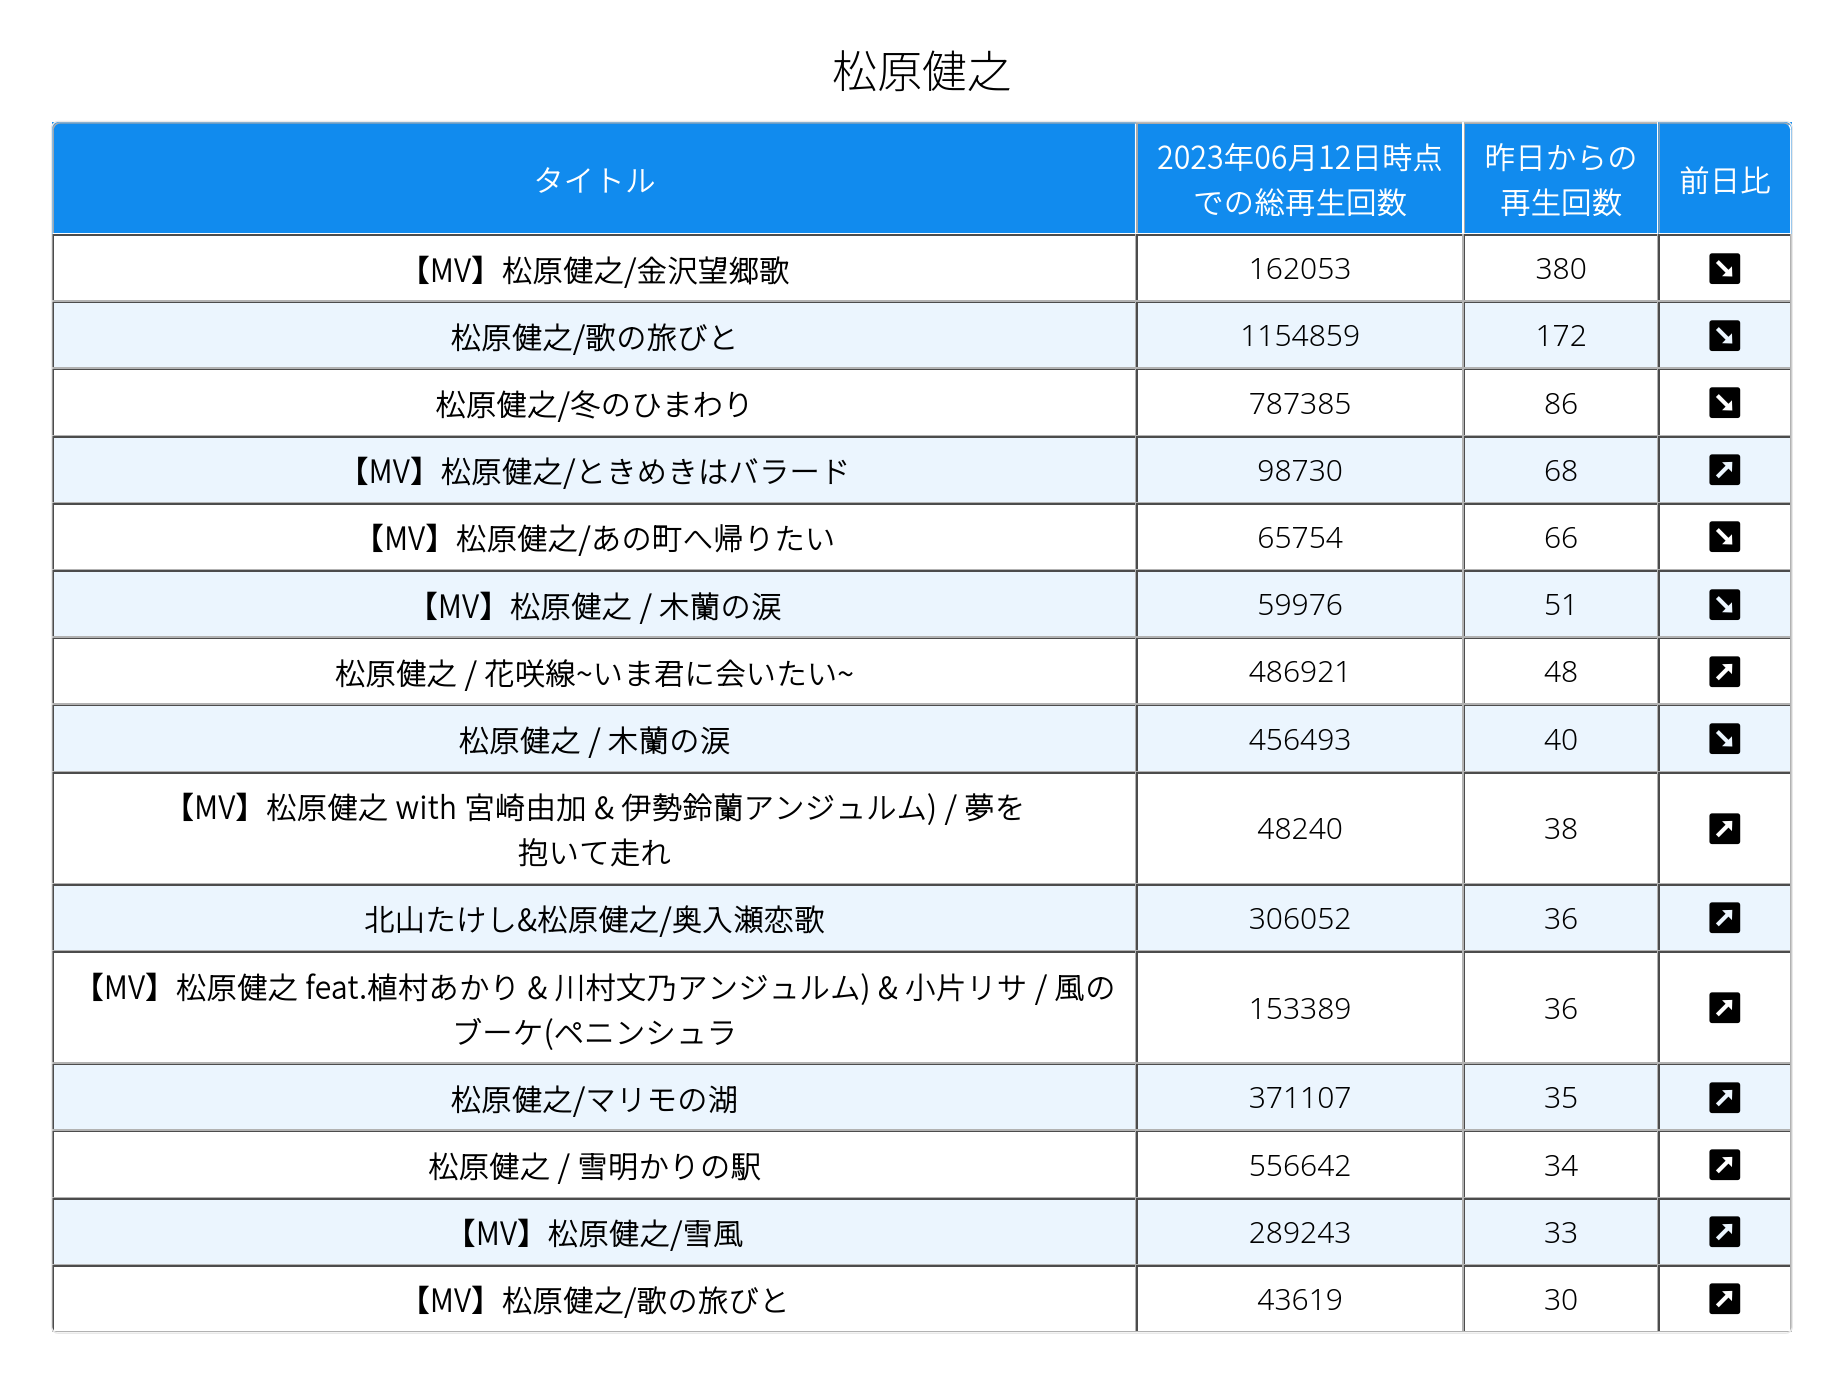 松原健之
タイトル
2023年06月12日時点
での総再生回数
昨日からの
再生回数
前日比
【MV】松原健之/金沢望郷歌 162053 380
松原健之/歌の旅びと 1154859 172
松原健之/冬のひまわり 787385 86
【MV】松原健之/ときめきはバラード 98730 68
【MV】松原健之/あの町へ帰りたい 65754 66
【MV】松原健之 / 木蘭の涙 59976 51
松原健之 / 花咲線~いま君に会いたい~ 486921 48
松原健之 / 木蘭の涙 456493 40
【MV】松原健之 with 宮崎由加 & 伊勢鈴蘭アンジュルム) / 夢を
抱いて走れ 48240 38
北山たけし&松原健之/奥入瀬恋歌 306052 36
【MV】松原健之 feat.植村あかり & 川村文乃アンジュルム) & 小片リサ / 風の
ブーケ(ペニンシュラ 153389 36
松原健之/マリモの湖 371107 35
松原健之 / 雪明かりの駅 556642 34
【MV】松原健之/雪風 289243 33
【MV】松原健之/歌の旅びと 43619 30